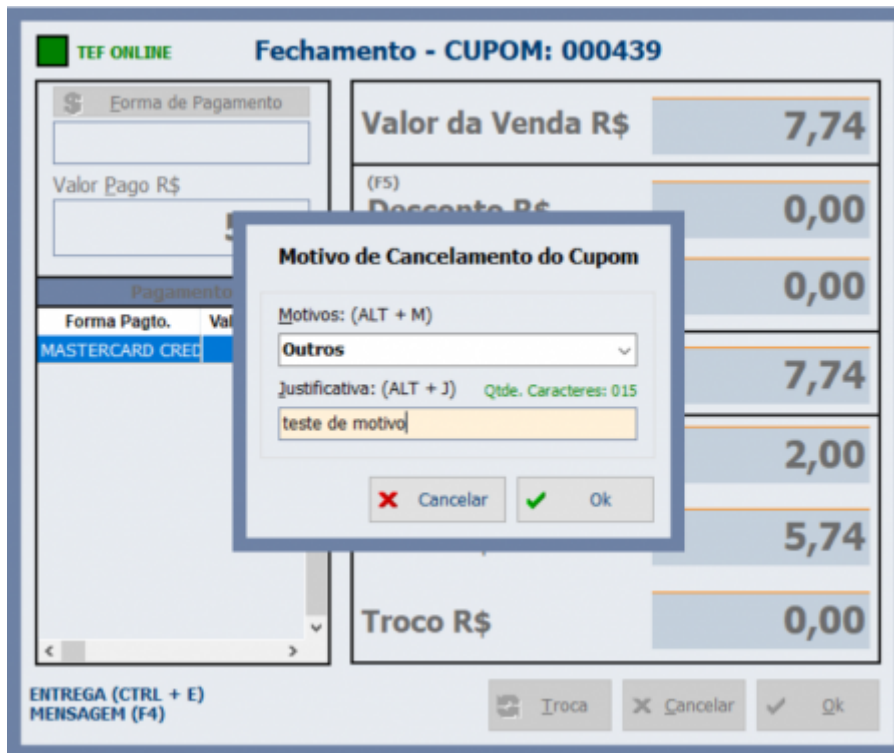 TEF ONLINE
Fechamento - CUPOM: 000439
Forma de Pagamento
Valor Pago R$
Pagamento
Forma Pagto.
MASTERCARD CRED
Valor da Venda R$ 7,74
(F5)
Desconto R$ 0,00
0,00
7,74
2,00
5,74
Troco R$ 0,00
Motivo de Cancelamento do Cupom
Motivos: (ALT + M)
Outros
Justificativa: (ALT + J) Qtde. Caracteres: 015
teste de motivo
Cancelar Ok
ENTREGA (CTRL + E)
MENSAGEM (F4)
Troca Cancelar Ok